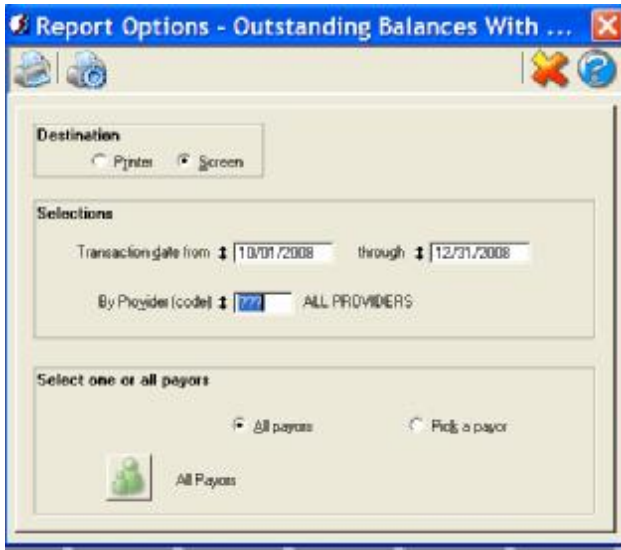 Report Options - Outstanding Balances With ...
Destination
Printer Screen
Selections
Transaction date from 10/01/2008 through 12/31/2008
By Provider (code) ??? ALL PROVIDERS
Select one or all payors
All payors Pick a payor
All Payors